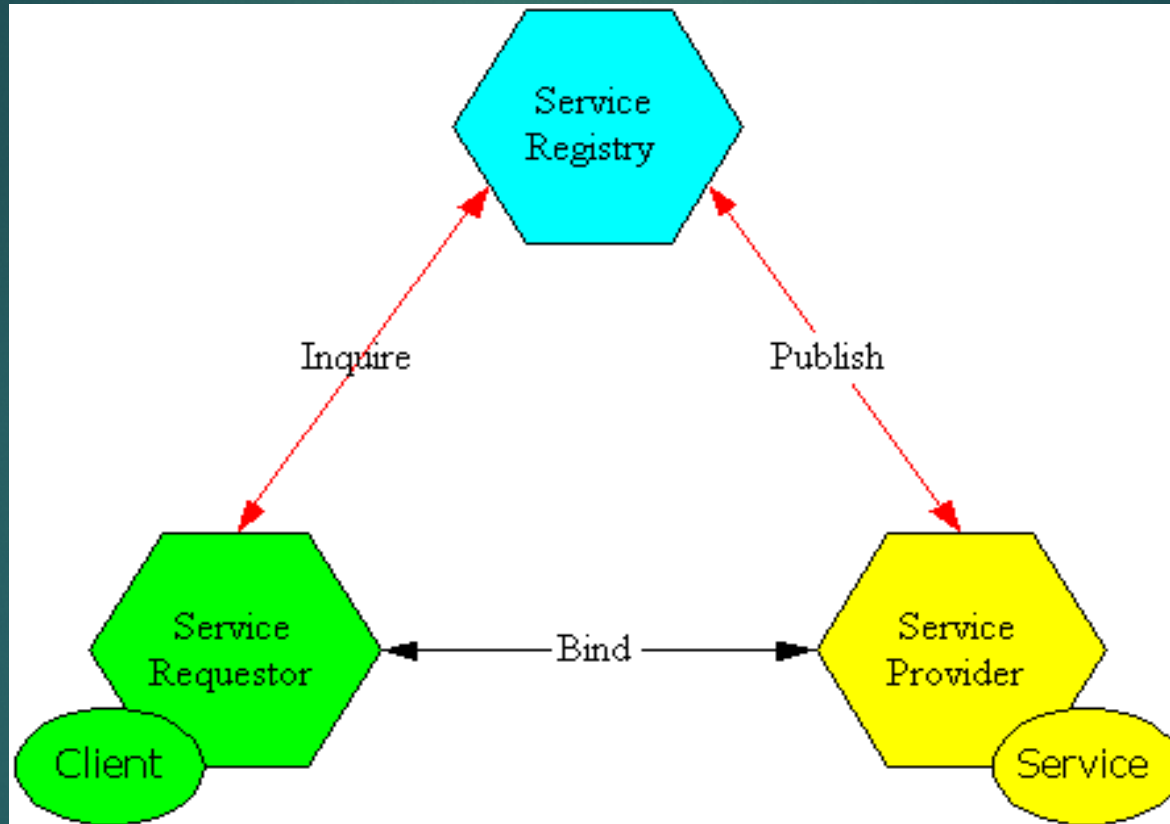 Service
Registry
Inquire
Publish
Service
Requestor
Bind
Service
Provider
Client
Service